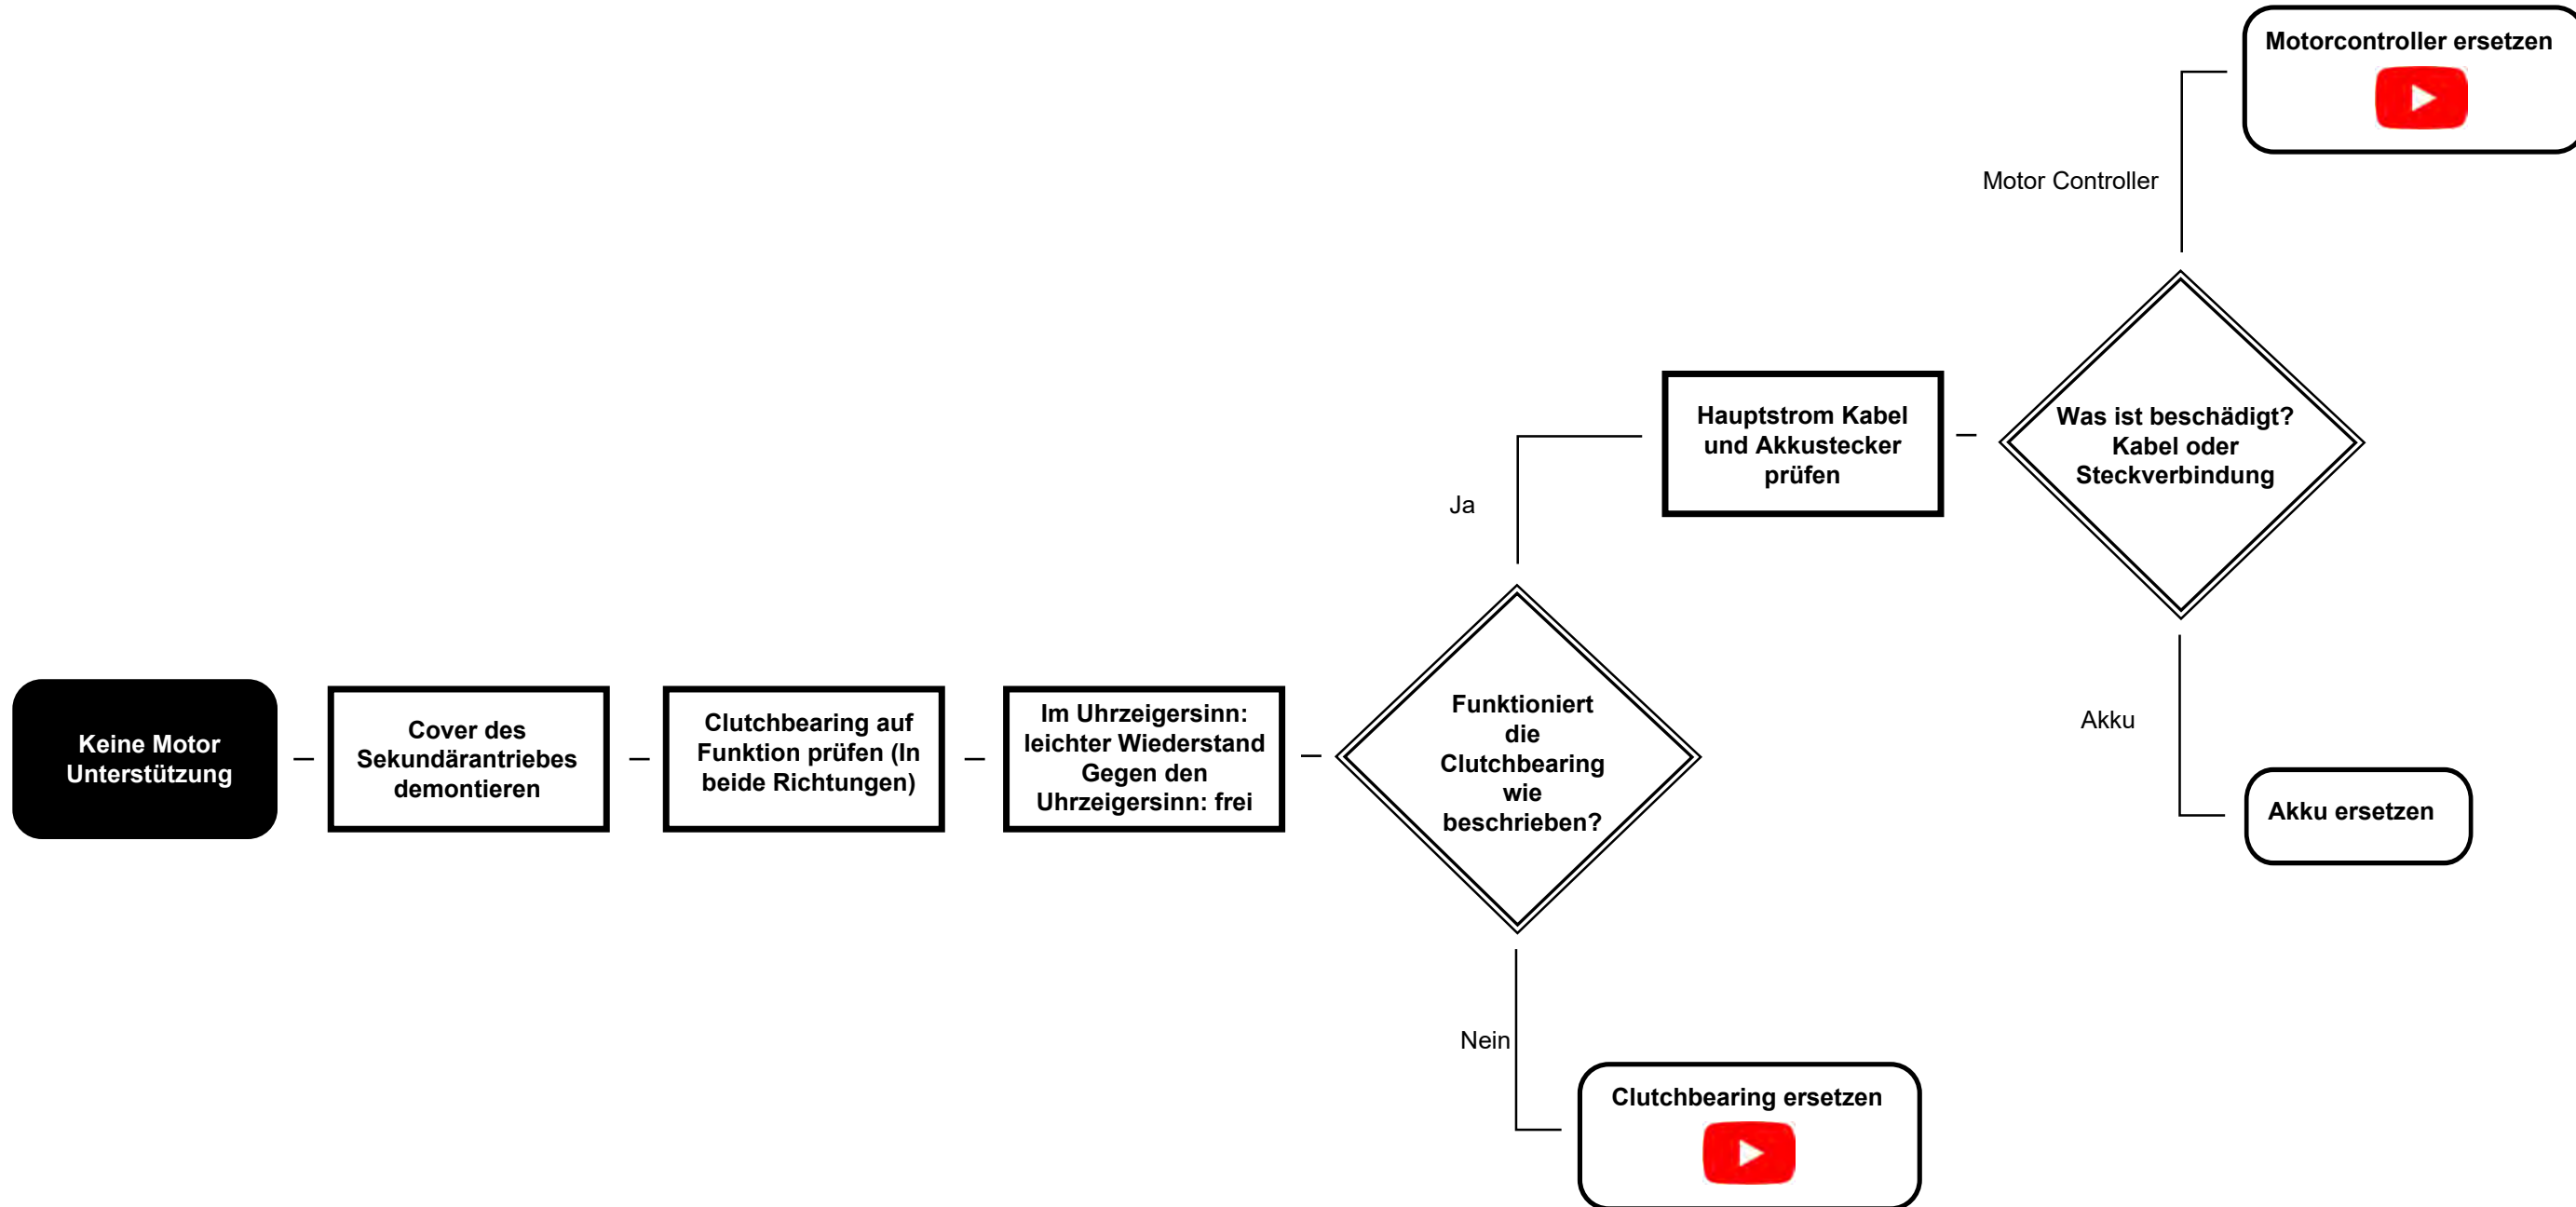 Keine Motor
Unterstützung
Cover des
Sekundärantriebes
demontieren
Clutchbearing auf
Funktion prüfen (In
beide Richtungen)
Im Uhrzeigersinn:
leichter Wiederstand
Gegen den
Uhrzeigersinn: frei
Funktioniert
die
Clutchbearing
wie
beschrieben?
Ja
Hauptstrom Kabel
und Akkustecker
prüfen
Was ist beschädigt?
Kabel oder
Steckverbindung
Motor Controller
Motorcontroller ersetzen
Akku
Akku ersetzen
Nein
Clutchbearing ersetzen